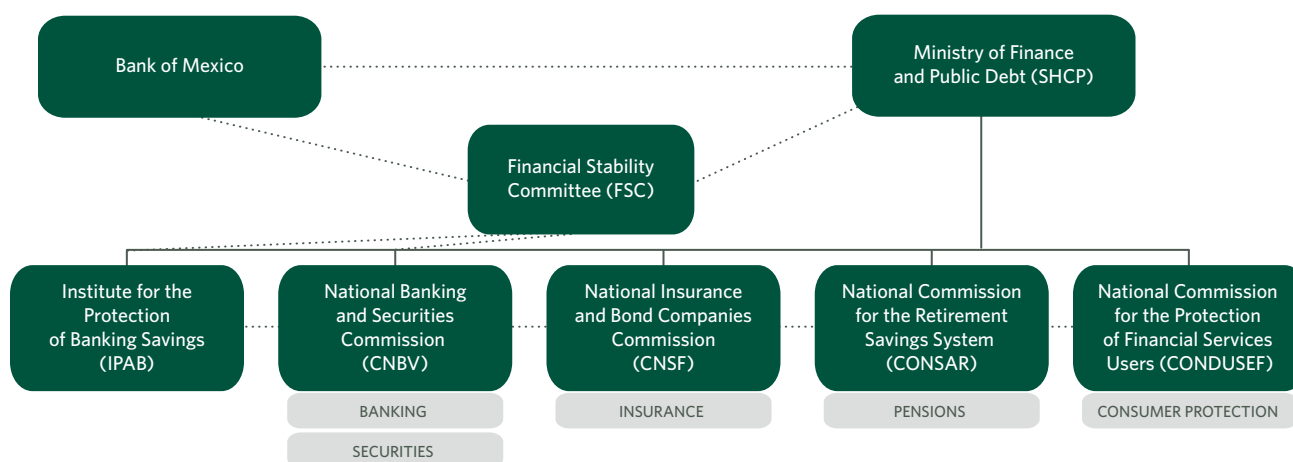 Bank of Mexico
Ministry of Finance
and Public Debt (SHCP)
Financial Stability
Committee (FSC)
Institute for the
Protection
of Banking Savings
(IPAB)
National Banking
and Securities
Commission
(CNBV)
National Insurance
and Bond Companies
Commission
(CNSF)
National Commission
for the Retirement
Savings System
(CONSAR)
National Commission
for the Protection
of Financial Services
Users (CONDUSEF)
BANKING
INSURANCE
PENSIONS
CONSUMER PROTECTION
SECURITIES